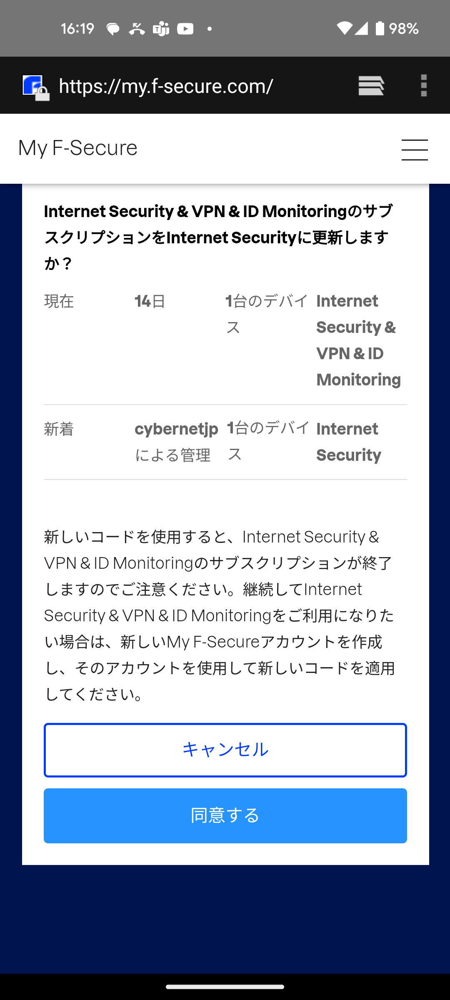 16:19
98%
https://my.f-secure.com/
My F-Secure
Internet Security & VPN & ID Monitoringのサブ
スクリプションをInternet Securityに更新します
か？
現在 14日 1台のデバイ Internet
ス Security &
VPN & ID
Monitoring
新着 cybernetjp 1台のデバイ Internet
による管理 ス Security
新しいコードを使用すると、Internet Security &
VPN & ID Monitoringのサブスクリプションが終了
しますのでご注意ください。継続してInternet
Security & VPN & ID Monitoringをご利用になりた
い場合は、新しいMy F-Secureアカウントを作成
し、そのアカウントを使用して新しいコードを適用
してください。
キャンセル
同意する